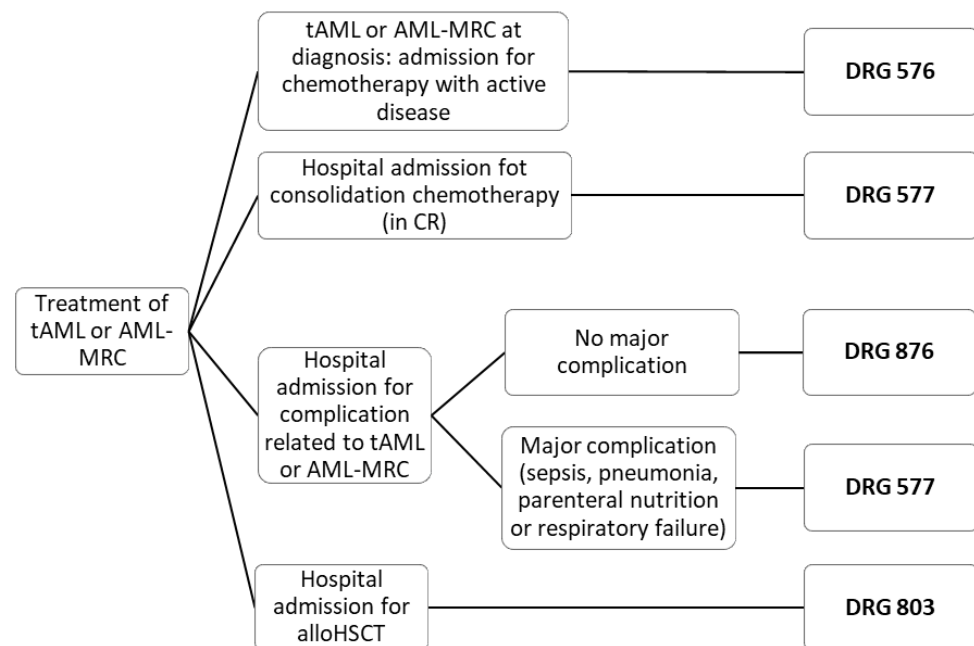 tAML or AML-MRC at
diagnosis: admission for
chemotherapy with active
disease
DRG 576
Hospital admission fot
consolidation chemotherapy
(in CR)
DRG 577
Treatment of
tAML or AML-
MRC
Hospital
admission for
complication
related to tAML
or AML-MRC
No major
complication
DRG 876
Major complication
(sepsis, pneumonia,
parenteral nutrition
or respiratory failure)
DRG 577
Hospital
admission for
alloHSCT
DRG 803